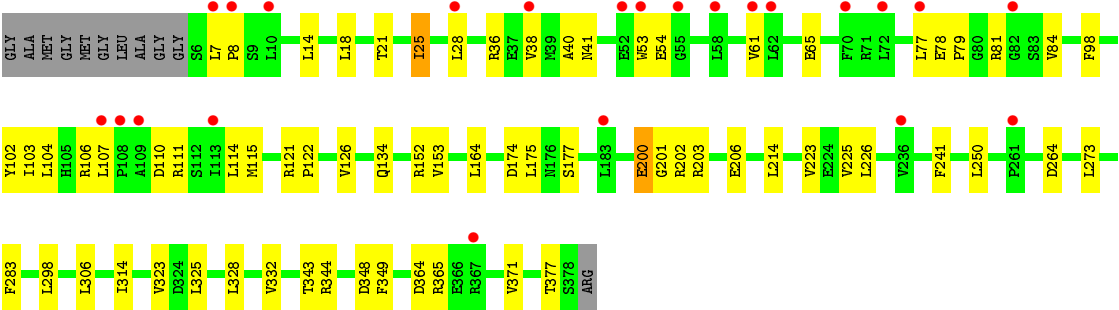 GLY ALA MET GLY MET GLY LEU ALA GLY GLY S6 L7 P8 S9 L10 L14 L18 T21 I25 L28 R36 E37 V38 M39 A40 N41 E52 W53 E54 G55 L58 V61 L62 E65 F70 R71 L72 L77 E78 P79 G80 R81 G82 S83 V84 F98
Y102 I103 L104 H105 R106 L107 P108 A109 D110 R111 S112 I113 L114 M115 R121 P122 V126 Q134 R152 V153 L164 D174 L175 N176 S177 L183 E200 G201 R202 R203 E206 L214 V223 E224 V225 L226 V236 F241 L250 P261 D264 L273
F283 L298 L306 I314 V323 D324 L325 L328 V332 T343 R344 D348 F349 D364 R365 E366 R367 V371 T377 S378 ARG